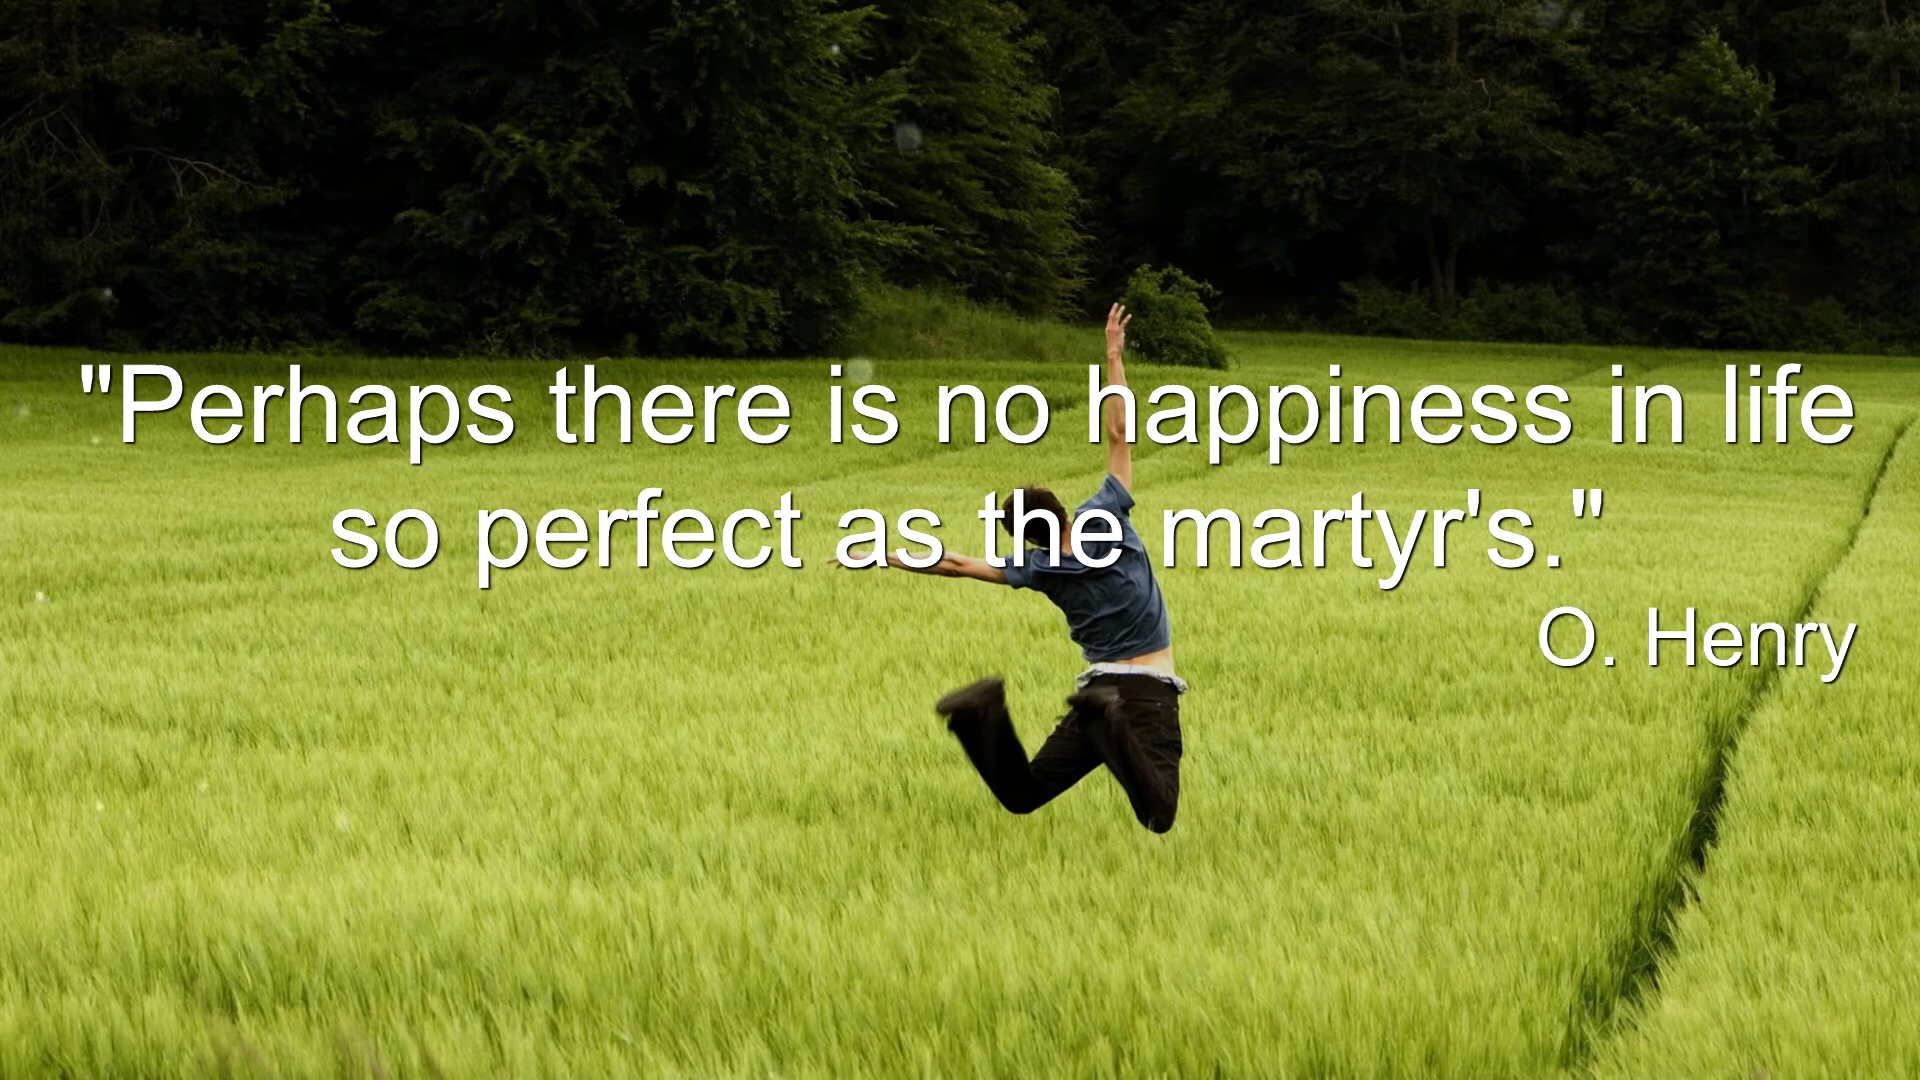 "Perhaps there is no happiness in life
so perfect as the martyr's."
O. Henry